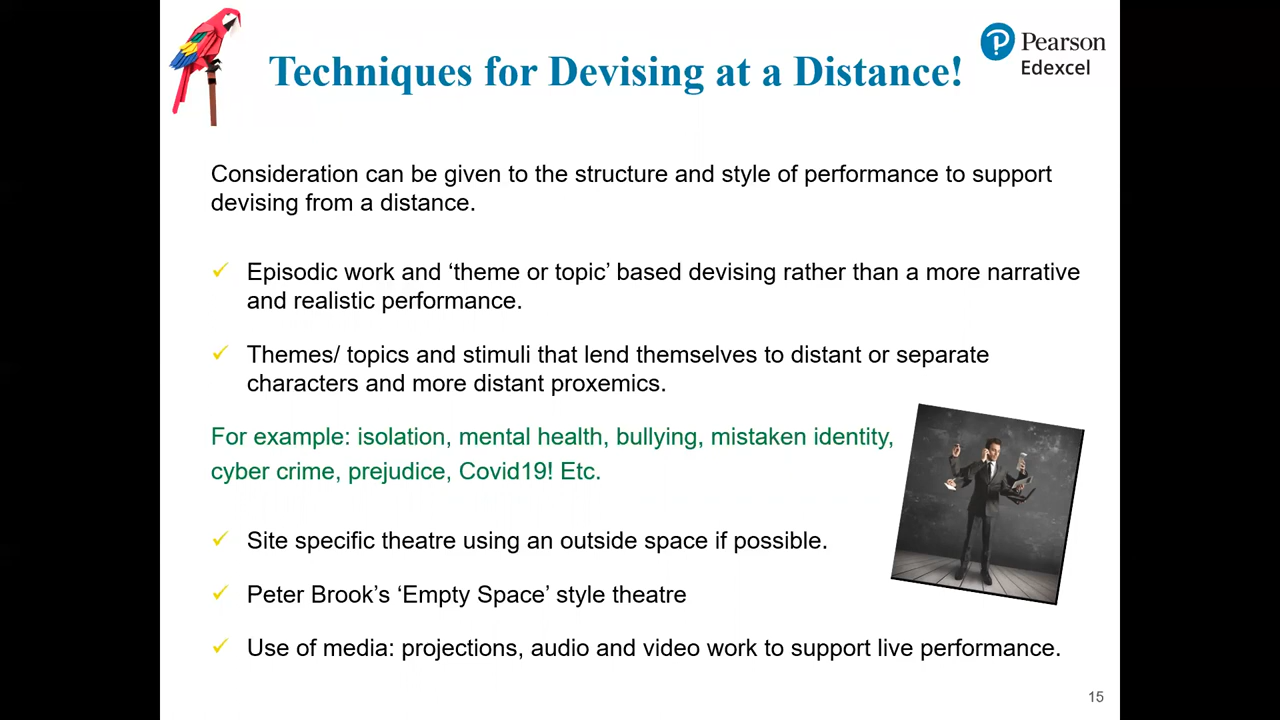 Techniques for Devising at a Distance!
Pearson
Edexcel
Consideration can be given to the structure and style of performance to support
devising from a distance.
Episodic work and ‘theme or topic’ based devising rather than a more narrative
and realistic performance.
Themes/ topics and stimuli that lend themselves to distant or separate
characters and more distant proxemics.
For example: isolation, mental health, bullying, mistaken identity,
cyber crime, prejudice, Covid19! Etc.
Site specific theatre using an outside space if possible.
Peter Brook’s ‘Empty Space’ style theatre
Use of media: projections, audio and video work to support live performance.
15